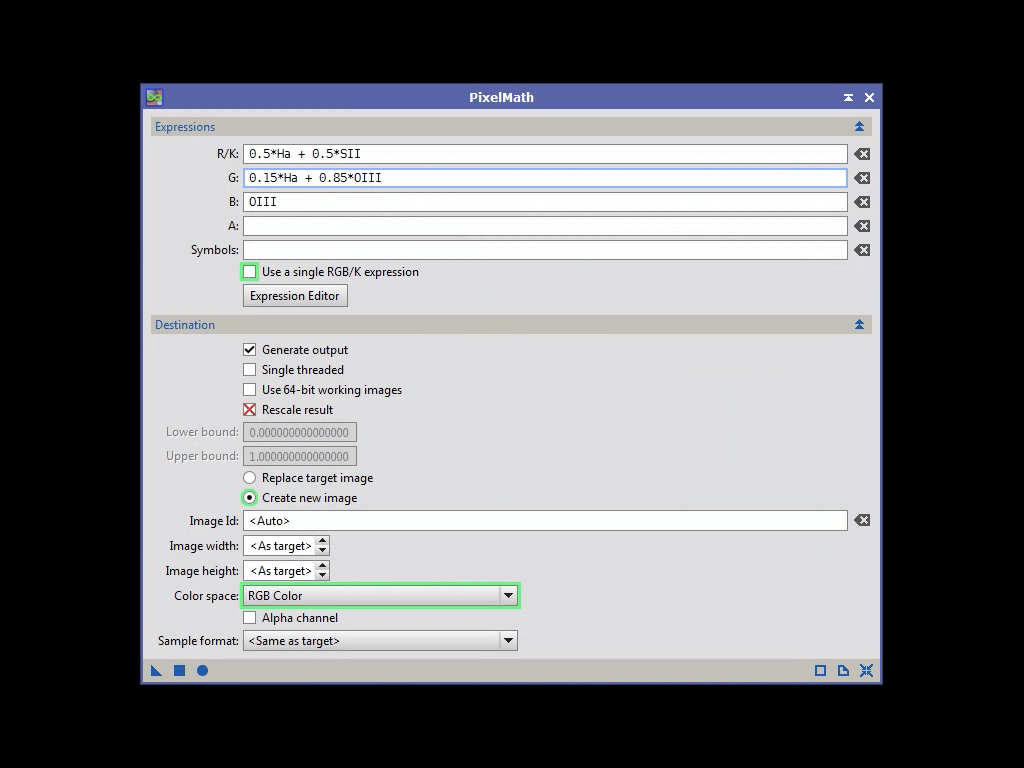 PixelMath
Expressions
R/K: 0.5*Ha + 0.5*SII
G: 0.15*Ha + 0.85*OIII
B: OIII
A:
Symbols:
Use a single RGB/K expression
Expression Editor
Destination
Generate output
Single threaded
Use 64-bit working images
Rescale result
Lower bound: 0.000000000000000
Upper bound: 1.000000000000000
Replace target image
Create new image
Image Id: <Auto>
Image width: <As target>
Image height: <As target>
Color space: RGB Color
Alpha channel
Sample format: <Same as target>